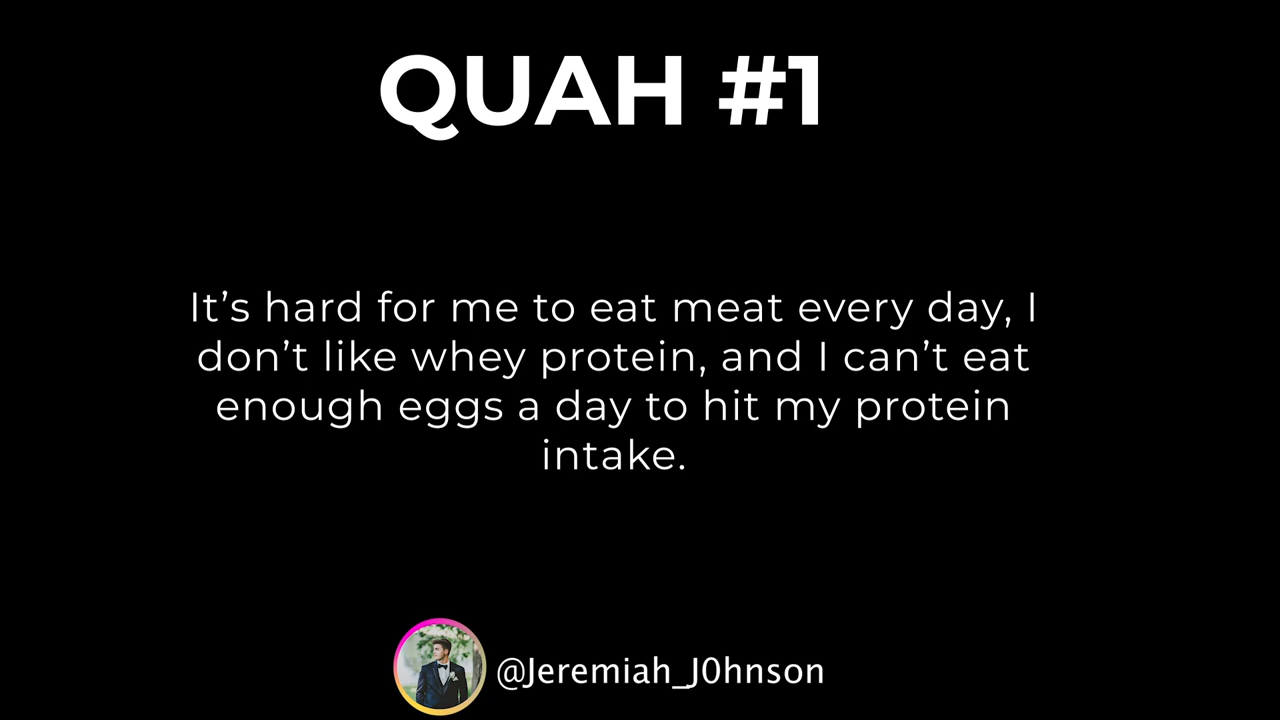 QUAH #1
It’s hard for me to eat meat every day, I
don’t like whey protein, and I can’t eat
enough eggs a day to hit my protein
intake.
@Jeremiah_J0hnson